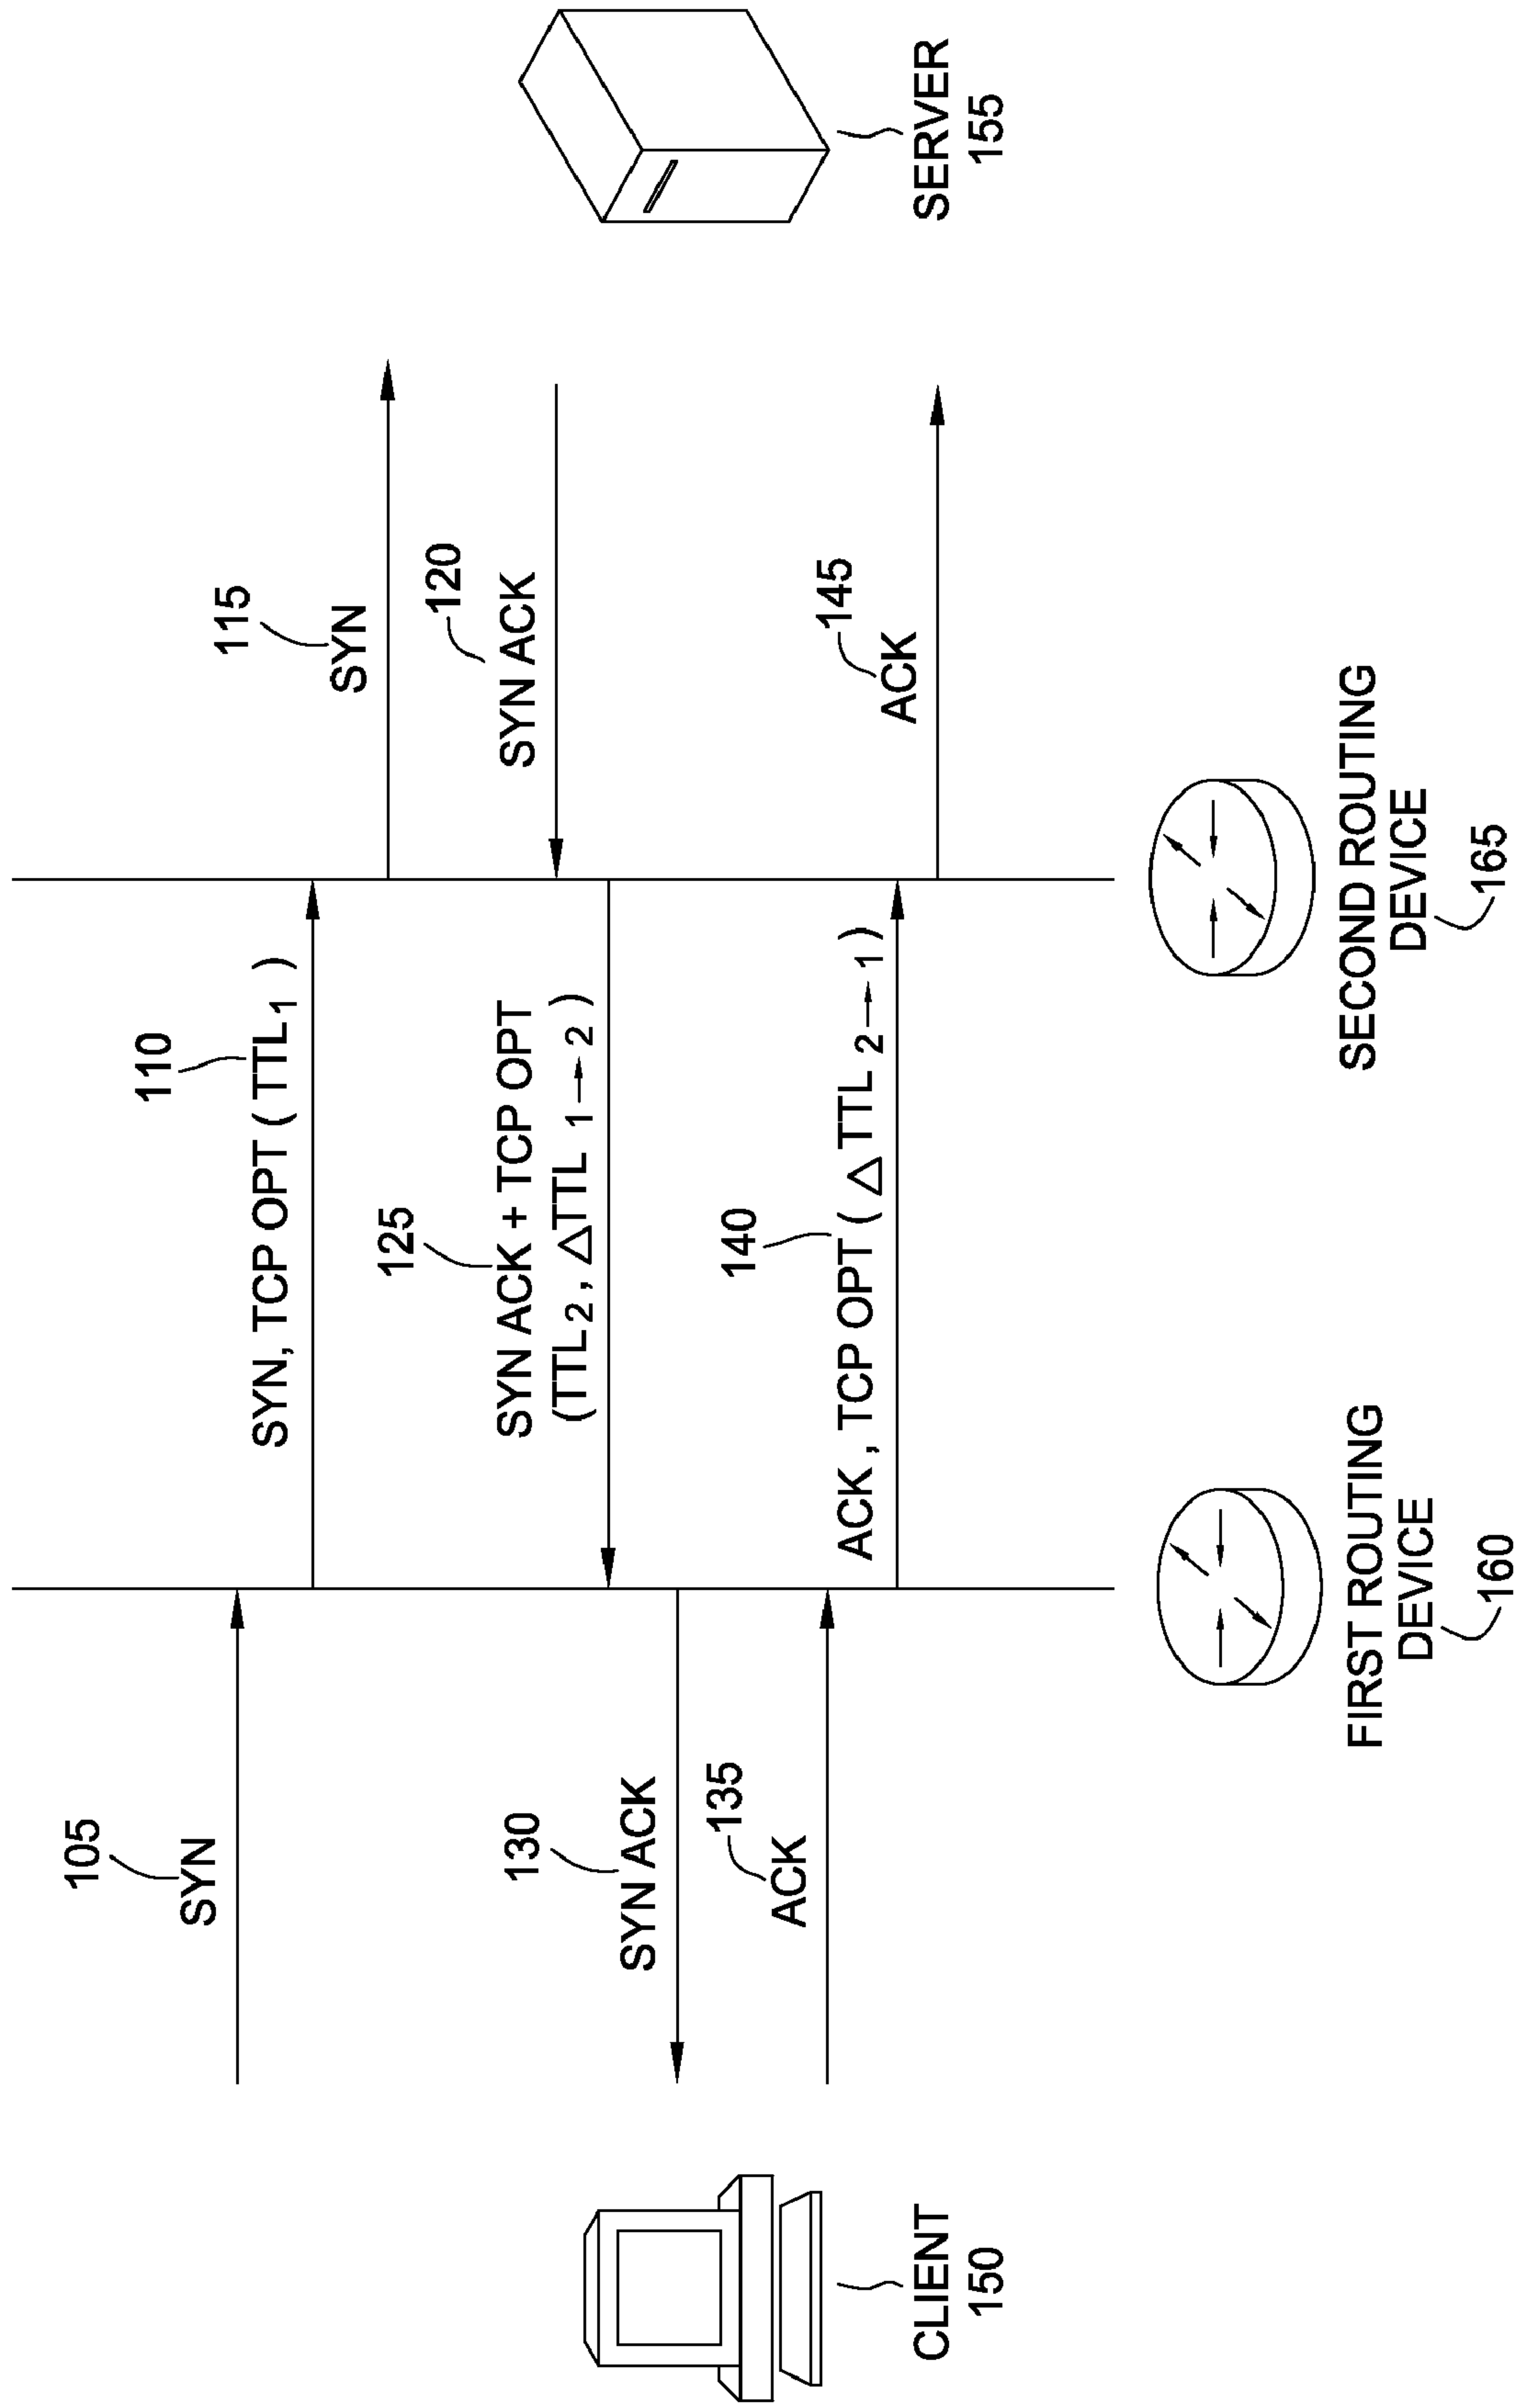 105
SYN
110
SYN, TCP OPT ( TTL1 )
115
SYN
120
SYN ACK
125
SYN ACK + TCP OPT
(TTL2, △TTL 1→2)
130
SYN ACK
135
ACK
140
ACK, TCP OPT ( △ TTL 2→1 )
145
ACK
CLIENT
150
FIRST ROUTING
DEVICE
160
SECOND ROUTING
DEVICE
165
SERVER
155